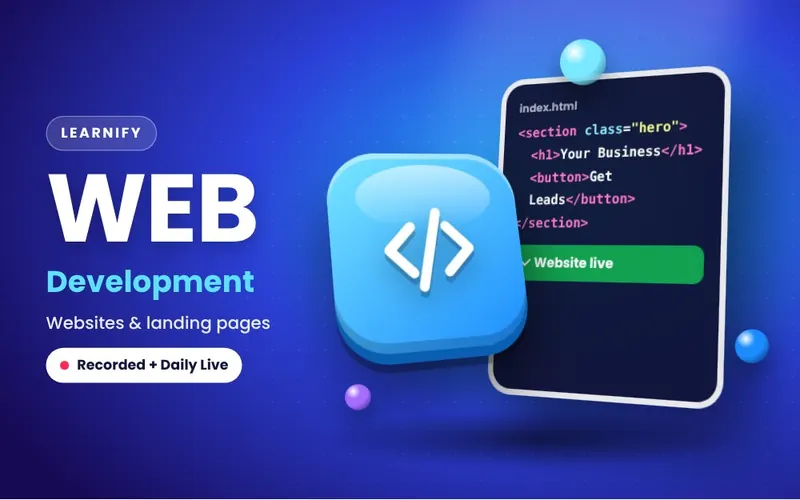 LEARNIFY
WEB
Development
Websites & landing pages
Recorded + Daily Live
</>
index.html
<section class="hero">
<h1>Your Business</h1>
<button>Get
Leads</button>
</section>
✓ Website live